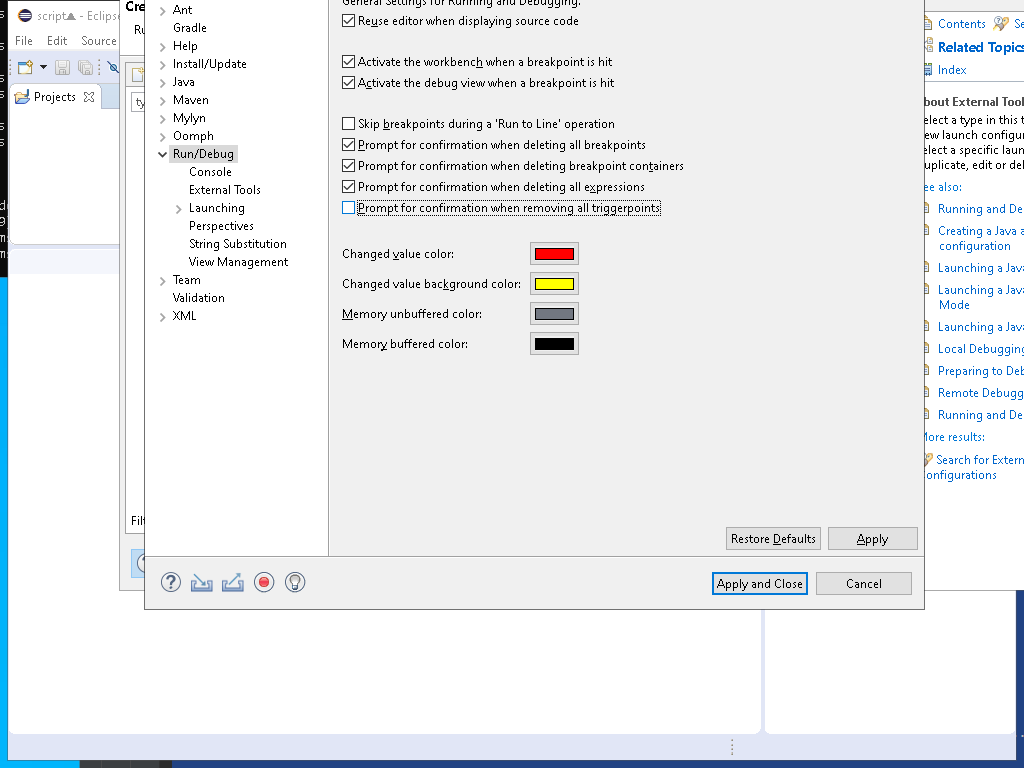 script▲ - Eclipse
File Edit Source
Projects
Cre
Ru
ty
Filt
Ant
Gradle
Help
Install/Update
Java
Maven
Mylyn
Oomph
Run/Debug
Console
External Tools
Launching
Perspectives
String Substitution
View Management
Team
Validation
XML
General Settings for Running and Debugging.
Reuse editor when displaying source code
Activate the workbench when a breakpoint is hit
Activate the debug view when a breakpoint is hit
Skip breakpoints during a 'Run to Line' operation
Prompt for confirmation when deleting all breakpoints
Prompt for confirmation when deleting breakpoint containers
Prompt for confirmation when deleting all expressions
Prompt for confirmation when removing all triggerpoints
Changed value color:
Changed value background color:
Memory unbuffered color:
Memory buffered color:
Restore Defaults Apply
Apply and Close Cancel
Contents Se
Related Topics
Index
bout External Tool
elect a type in this t
ew launch configur
elect a specific laun
uplicate, edit or del
ee also:
Running and De
Creating a Java a
configuration
Launching a Java
Launching a Java
Mode
Launching a Java
Local Debugging
Preparing to Deb
Remote Debugg
Running and De
More results:
Search for Extern
onfigurations